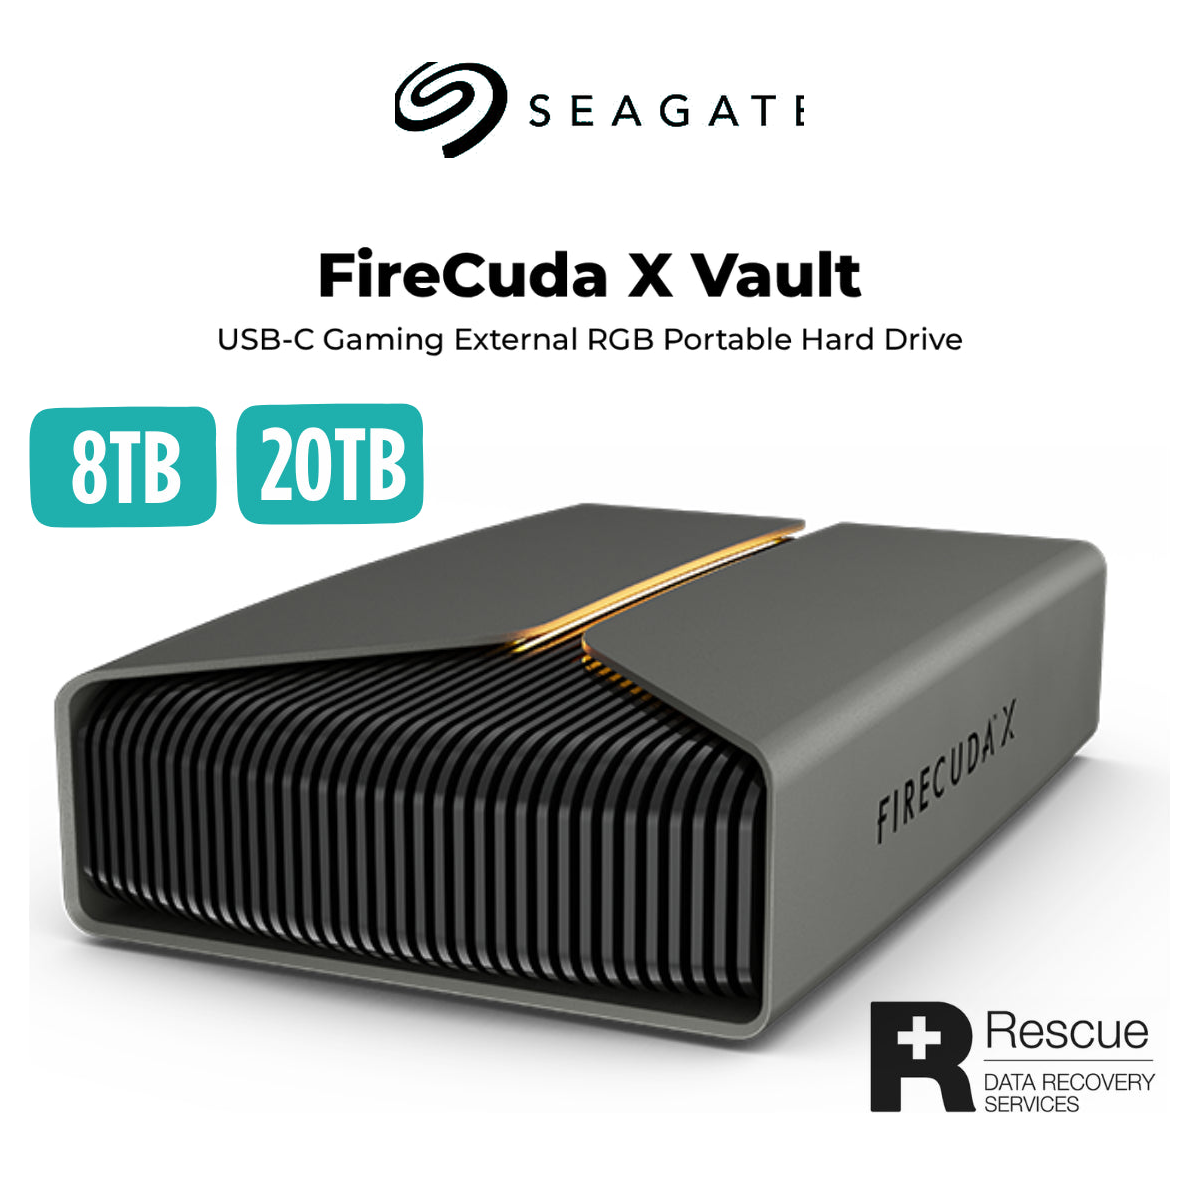 SEAGATE
FireCuda X Vault
USB-C Gaming External RGB Portable Hard Drive
8TB
20TB
FIRECUDA X
R
Rescue
DATA RECOVERY
SERVICES